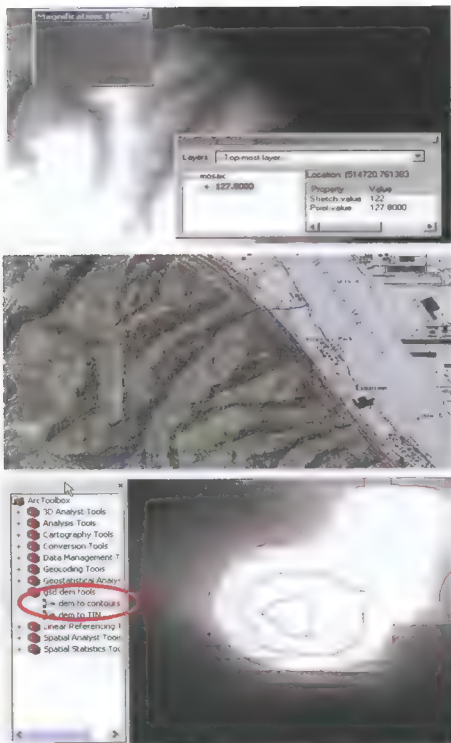 Magnifications
Layers Top-most layer
mosaic
127.8000
Location: (514720.761383
Property Value
Stretch value 122
Pixel value 127.8000
ArcToolbox
3D Analyst Tools
Analysis Tools
Cartography Tools
Conversion Tools
Data Management T
Geocoding Tools
Geostatistical Analys
gsd dem tools
dem to contours
dem to TIN
Linear Referencing T
Spatial Analyst Tools
Spatial Statistics Too